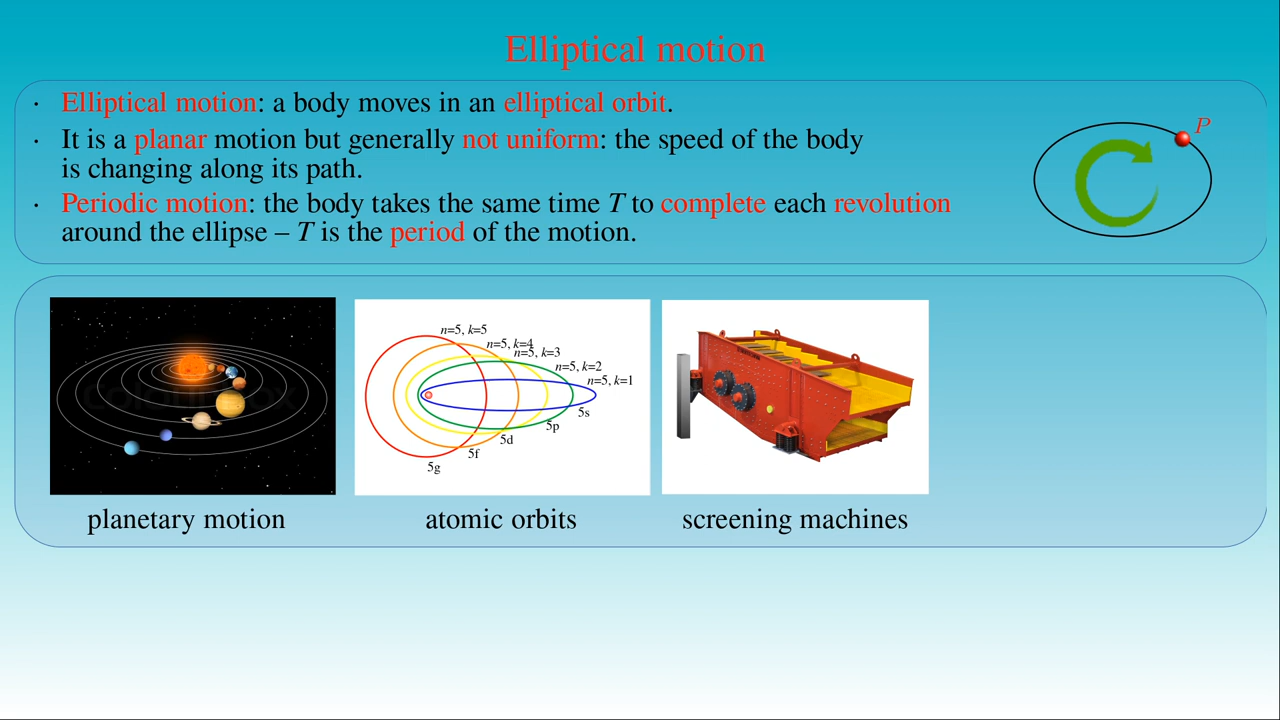 Elliptical motion
· Elliptical motion: a body moves in an elliptical orbit.
· It is a planar motion but generally not uniform: the speed of the body
is changing along its path.
· Periodic motion: the body takes the same time T to complete each revolution
around the ellipse – T is the period of the motion.
P
n=5, k=5
n=5, k=4
n=5, k=3
n=5, k=2
n=5, k=1
5s
5p
5d
5f
5g
planetary motion
atomic orbits
screening machines